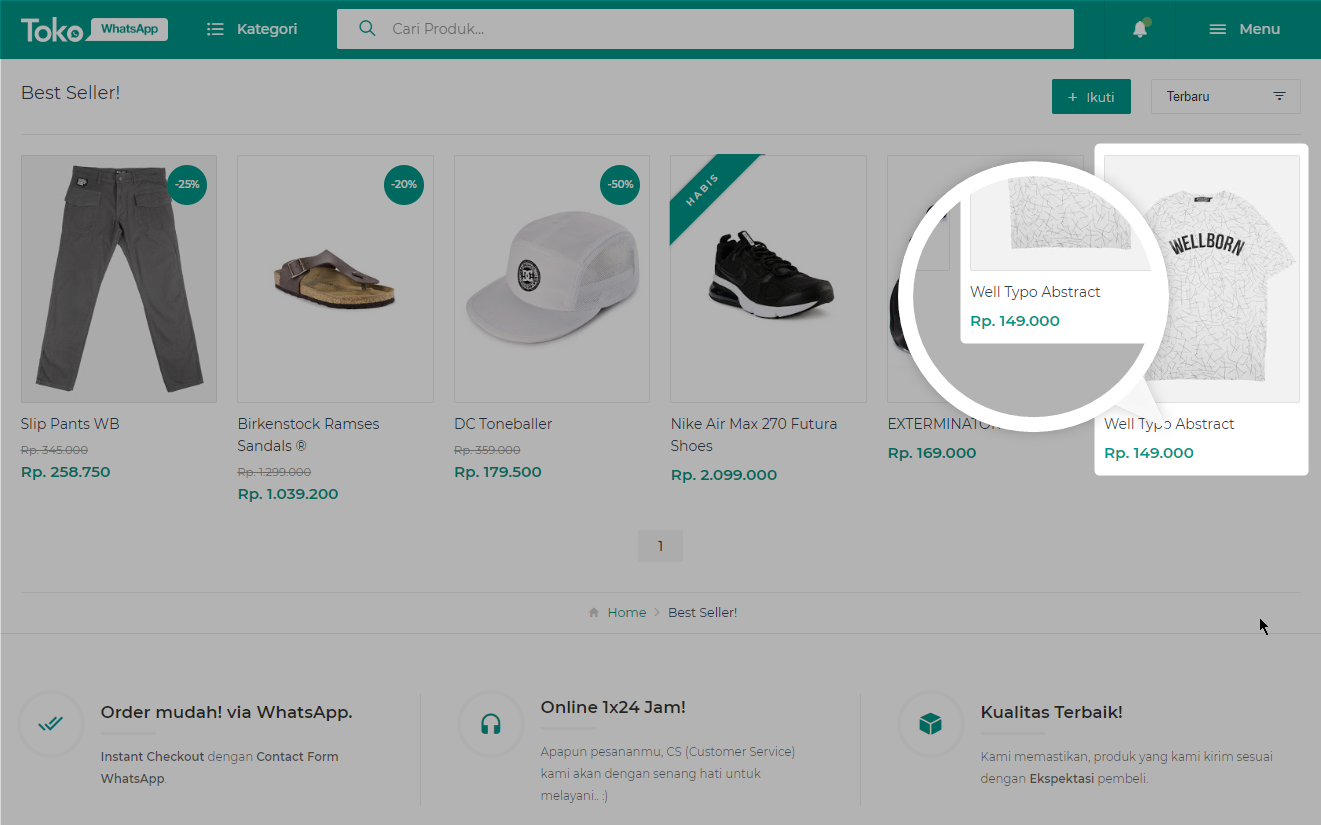 Toko WhatsApp
Kategori
Cari Produk...
Menu
Best Seller!
+ Ikuti
Terbaru
-25%
Slip Pants WB
Rp. 345.000
Rp. 258.750
-20%
Birkenstock Ramses
Sandals ®
Rp. 1.299.000
Rp. 1.039.200
-50%
DC Toneballer
Rp. 359.000
Rp. 179.500
HABIS
Nike Air Max 270 Futura
Shoes
Rp. 2.099.000
Rp. 169.000
Well Typo Abstract
Rp. 149.000
WELLBORN
Well Typo Abstract
Rp. 149.000
1
Home > Best Seller!
Order mudah! via WhatsApp.
Instant Checkout dengan Contact Form
WhatsApp.
Online 1x24 Jam!
Apapun pesananmu, CS (Customer Service)
kami akan dengan senang hati untuk
melayani.. :)
Kualitas Terbaik!
Kami memastikan, produk yang kami kirim sesuai
dengan Ekspektasi pembeli.